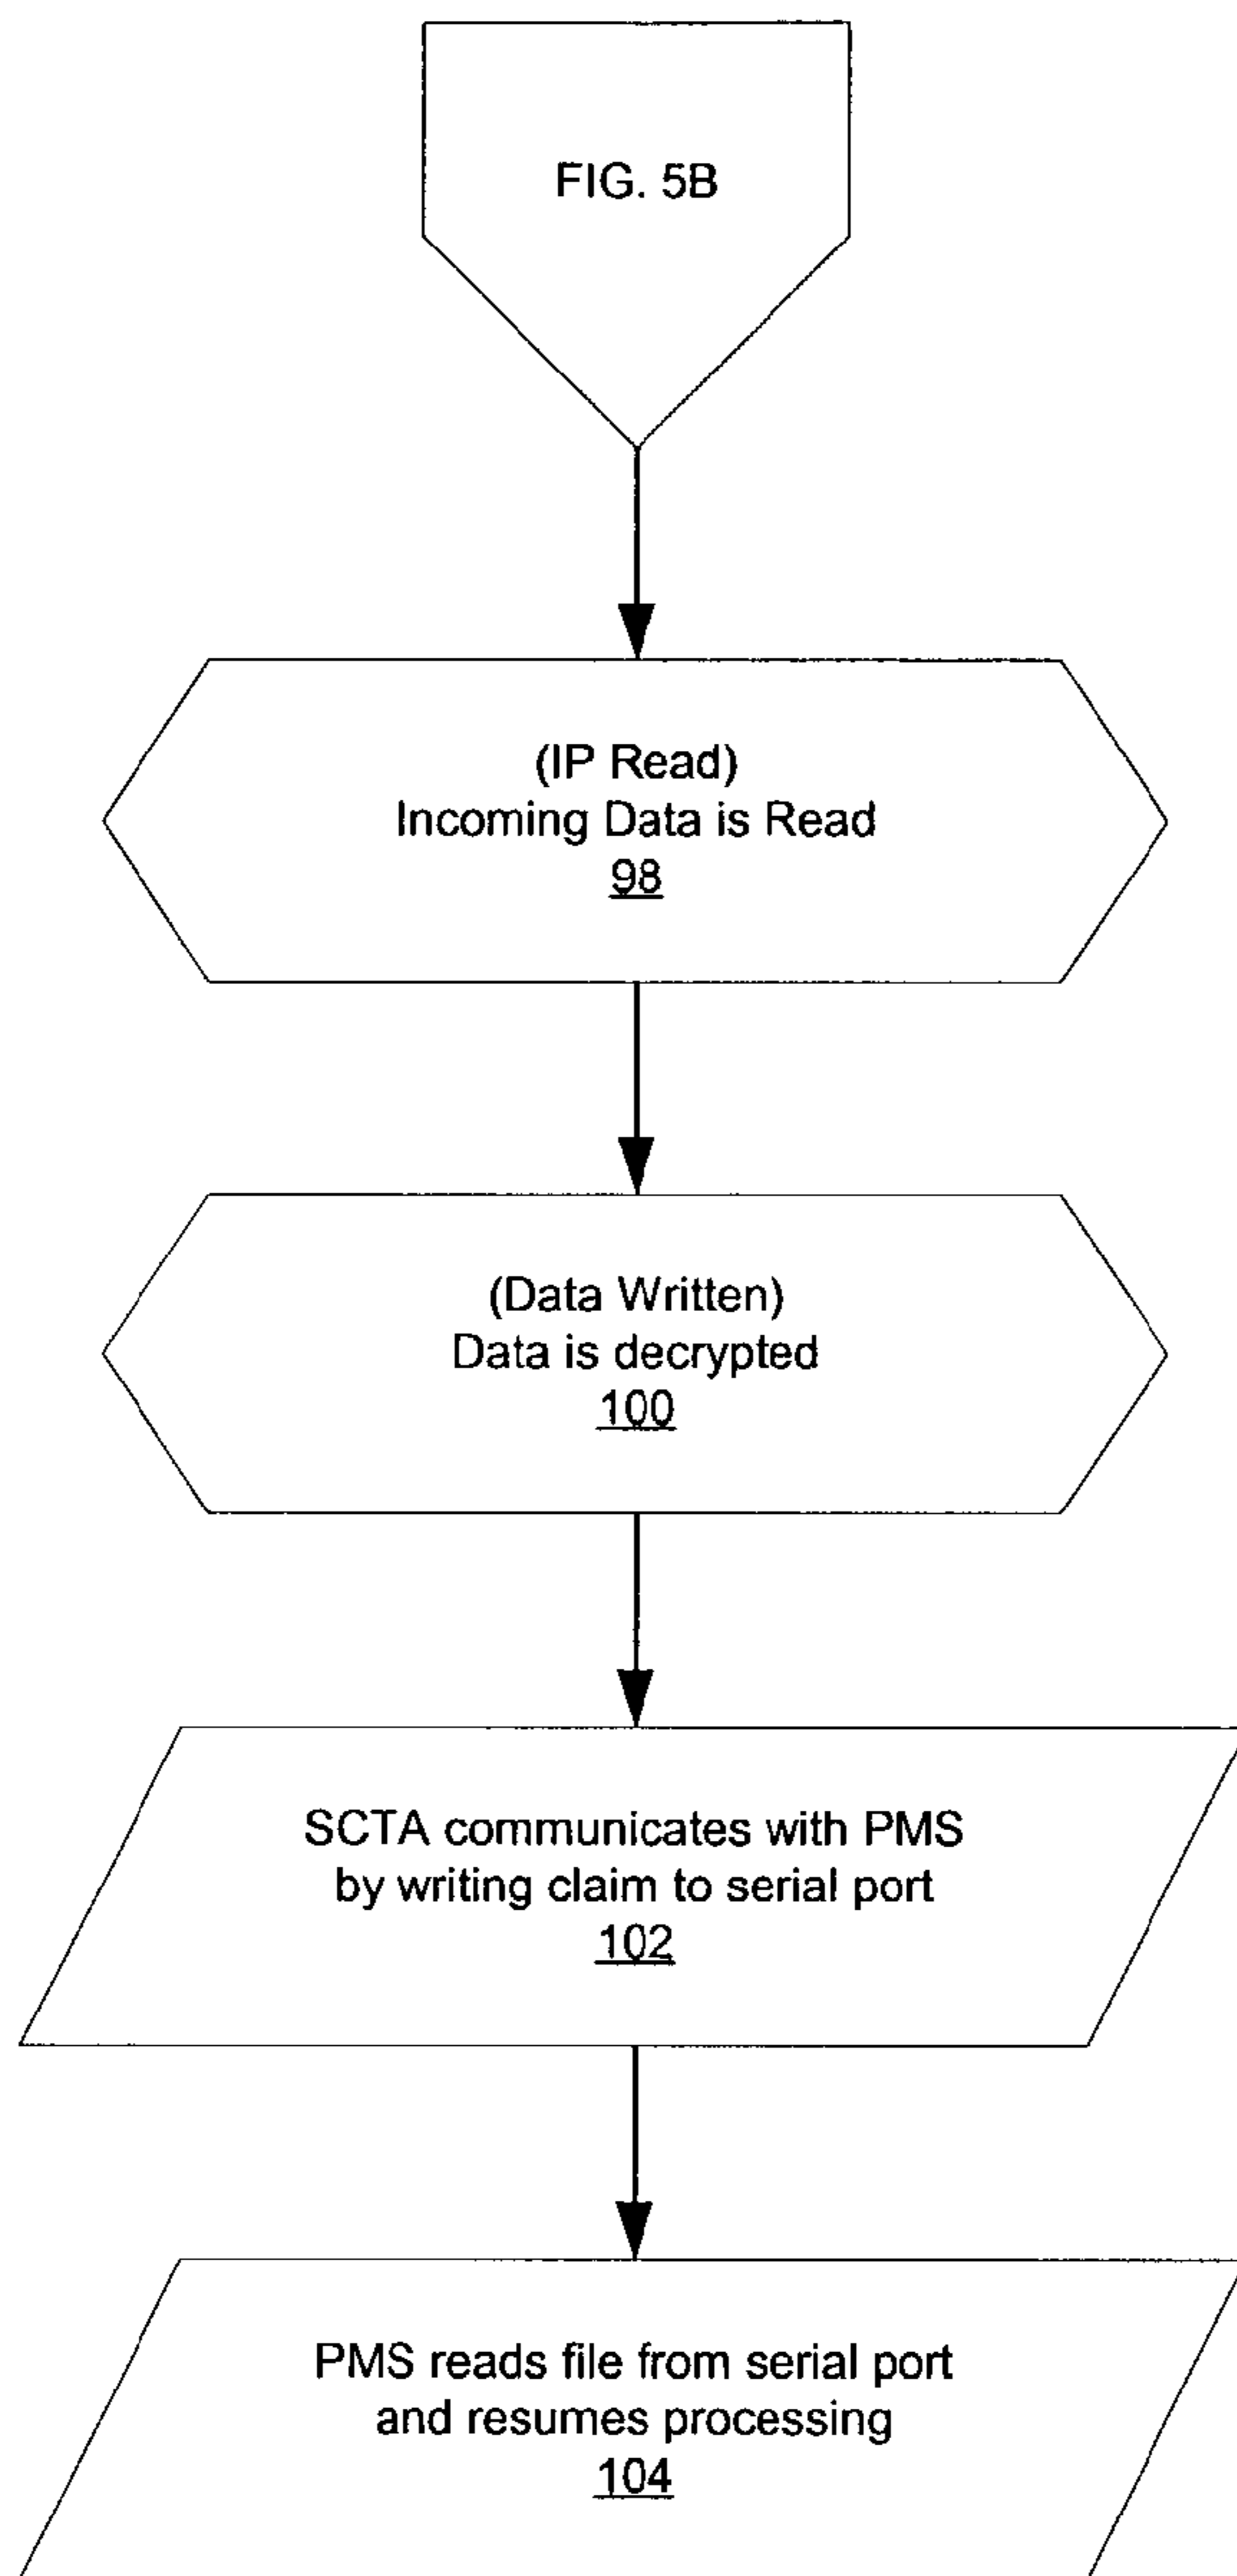 FIG. 5B
(IP Read)
Incoming Data is Read
98
(Data Written)
Data is decrypted
100
SCTA communicates with PMS
by writing claim to serial port
102
PMS reads file from serial port
and resumes processing
104